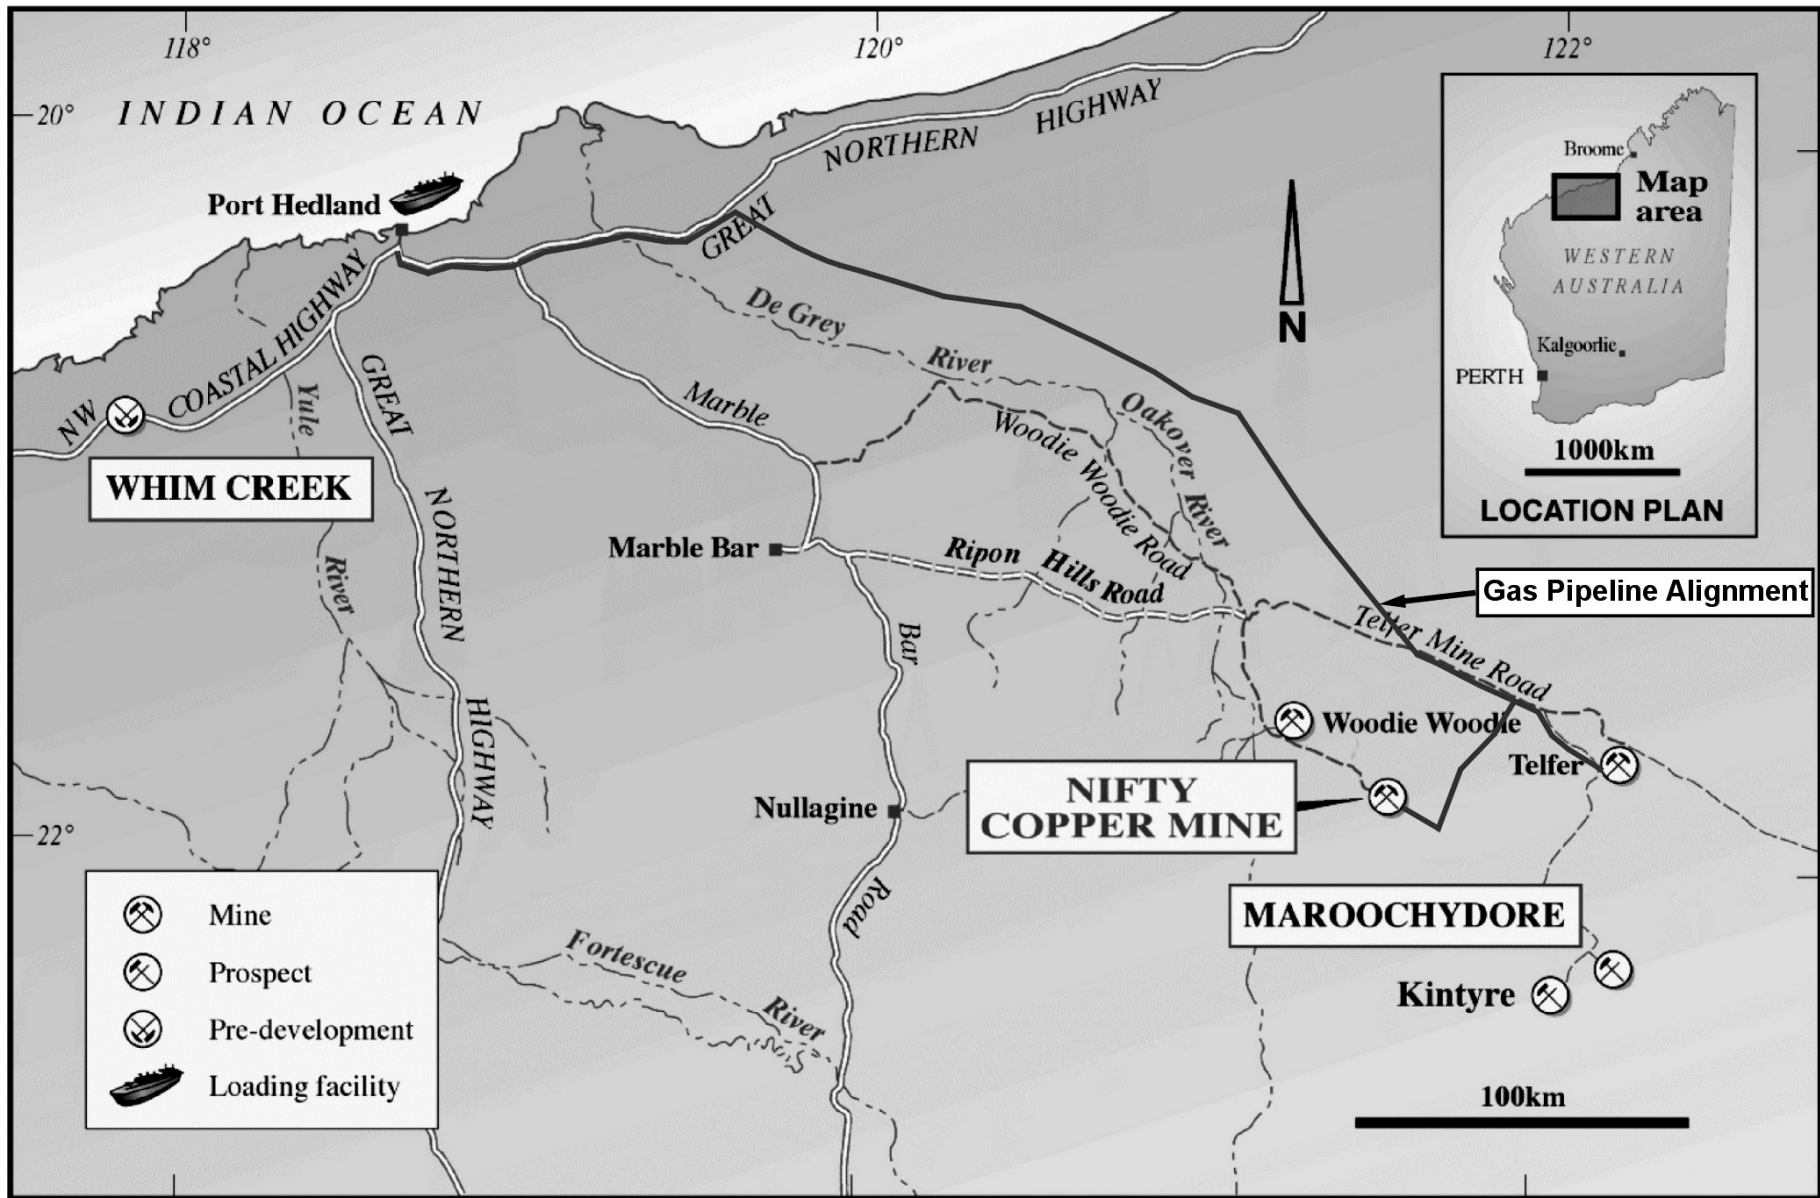 118°
120°
122°
20°
INDIAN OCEAN
NORTHERN HIGHWAY
GREAT
Port Hedland
Broome
Map
area
WESTERN
AUSTRALIA
Kalgoorlie
PERTH
1000km
LOCATION PLAN
N
De Grey River
NW COASTAL HIGHWAY
WHIM CREEK
Yule
River
GREAT
NORTHERN
HIGHWAY
Marble
Bar
Road
Woodie Woodie Road
Oakover River
Marble Bar
Ripon Hills Road
Gas Pipeline Alignment
Telfer Mine Road
Woodie Woodie
Telfer
NIFTY
COPPER MINE
Nullagine
22°
MAROOCHYDORE
Kintyre
Fortescue
River
Mine
Prospect
Pre-development
Loading facility
100km